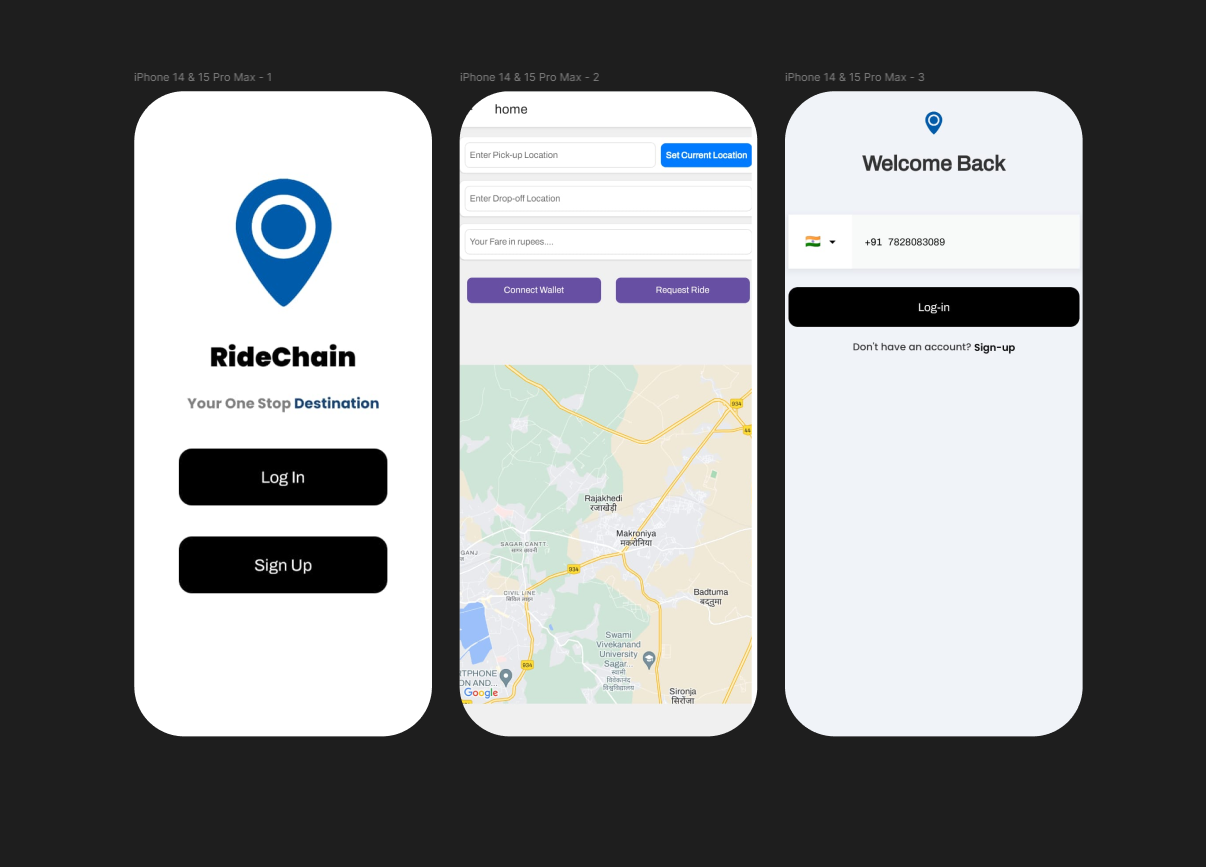 iPhone 14 & 15 Pro Max - 1
RideChain
Your One Stop Destination
Log In
Sign Up
iPhone 14 & 15 Pro Max - 2
home
Enter Pick-up Location
Set Current Location
Enter Drop-off Location
Your Fare in rupees....
Connect Wallet
Request Ride
934
Rajakhedi
रजाखेड़ी
Makroniya
मकरोनिया
SAGAR CANTT
सागर छावनी
GANJ
934
CIVIL LINE
सिविल लाइन
Badtuma
बदतुमा
Swami
Vivekanand
University
Sagar.
स्वामी
विवेकानंद
विश्वविद्यालय
934
TPHONE
ON AND...
Google
Sironja
सिरोंजा
iPhone 14 & 15 Pro Max - 3
Welcome Back
+91 7828083089
Log-in
Don't have an account? Sign-up